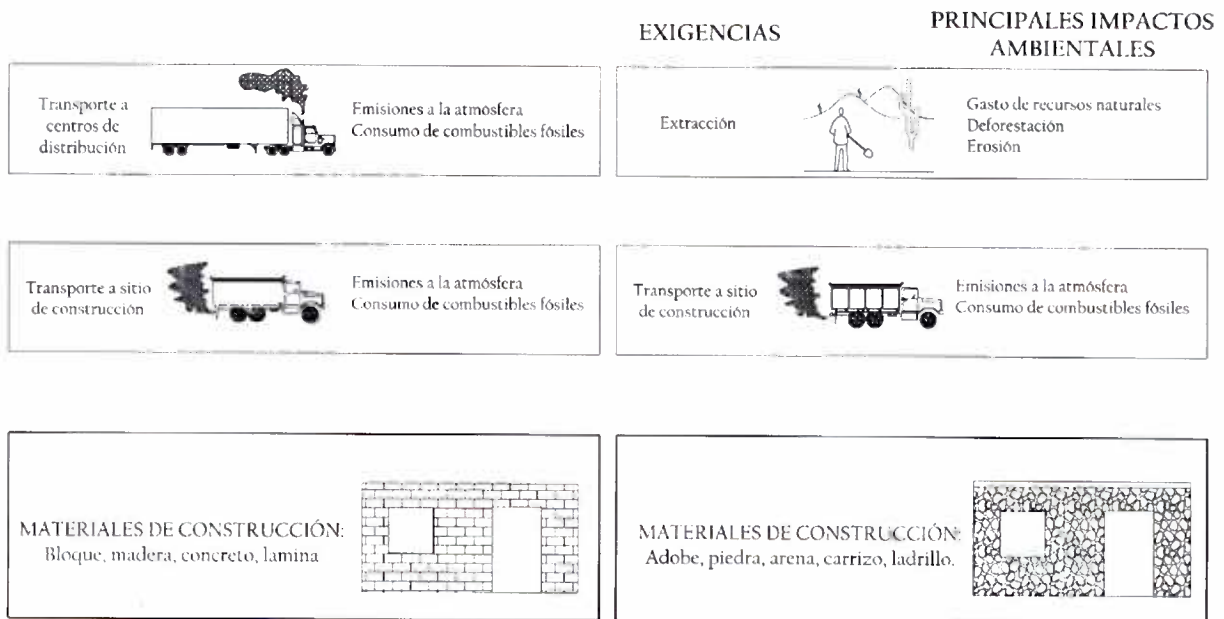 EXIGENCIAS
PRINCIPALES IMPACTOS
AMBIENTALES
Transporte a
centros de
distribución
Emisiones a la atmósfera
Consumo de combustibles fósiles
Extracción
Gasto de recursos naturales
Deforestación
Erosión
Transporte a sitio
de construcción
Emisiones a la atmósfera
Consumo de combustibles fósiles
Transporte a sitio
de construcción
Emisiones a la atmósfera
Consumo de combustibles fósiles
MATERIALES DE CONSTRUCCIÓN:
Bloque, madera, concreto, lamina
MATERIALES DE CONSTRUCCIÓN:
Adobe, piedra, arena, carrizo, ladrillo.